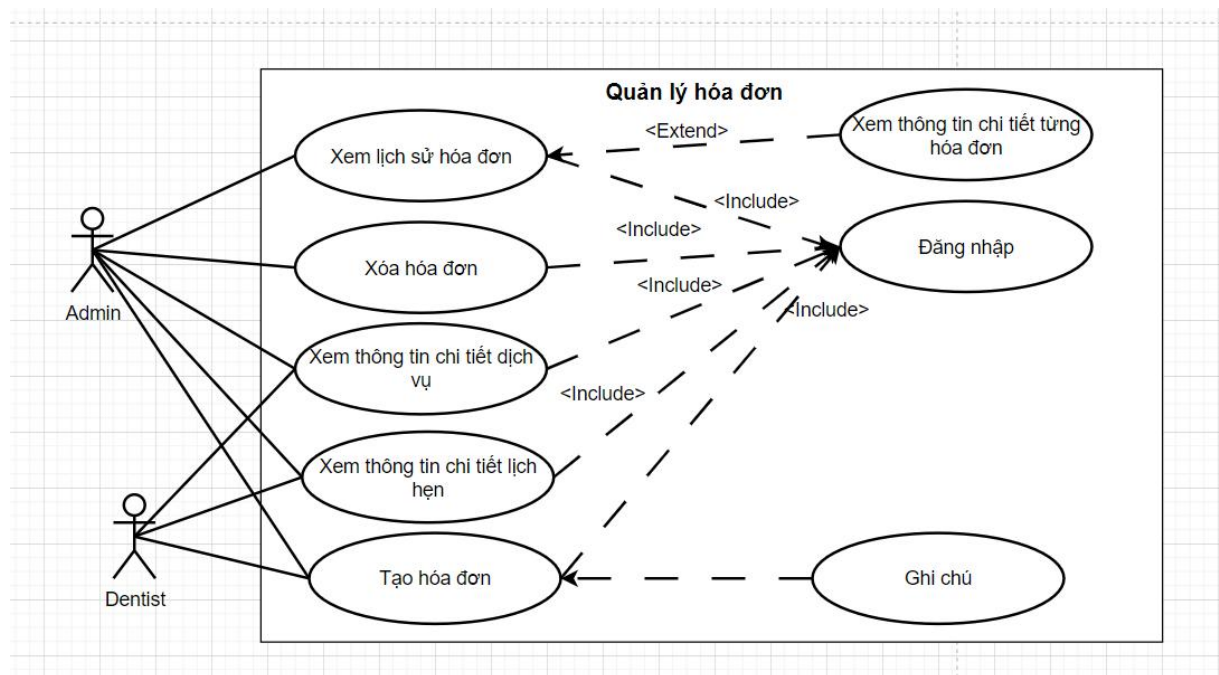 Quản lý hóa đơn
<Extend>
Xem thông tin chi tiết từng
hóa đơn
Xem lịch sử hóa đơn
<Include>
<Include>
Đăng nhập
Xóa hóa đơn
<Include>
Admin
<Include>
Xem thông tin chi tiết dịch
vụ
<Include>
Xem thông tin chi tiết lịch
hẹn
Tạo hóa đơn
Ghi chú
Dentist